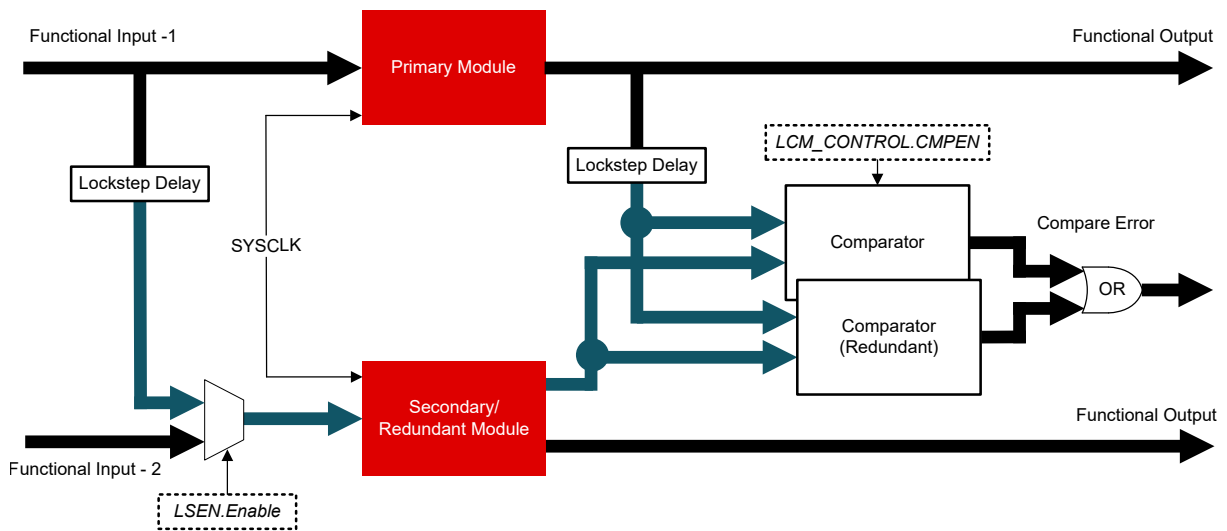 Functional Input -1
Primary Module
Functional Output
Lockstep Delay
Lockstep Delay
LCM_CONTROL.CMPEN
SYSCLK
Comparator
Compare Error
OR
Comparator
(Redundant)
Secondary/
Redundant Module
Functional Output
Functional Input - 2
LSEN.Enable